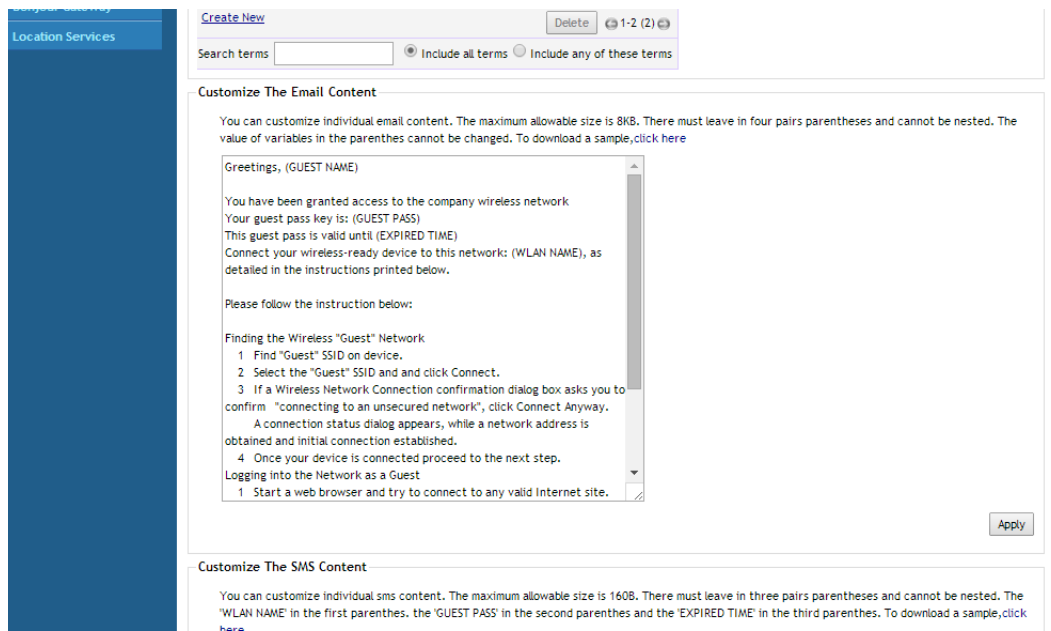 Bonjour Gateway
Location Services
Create New
Delete 1-2 (2)
Search terms Include all terms Include any of these terms
Customize The Email Content
You can customize individual email content. The maximum allowable size is 8KB. There must leave in four pairs parentheses and cannot be nested. The
value of variables in the parenthes cannot be changed. To download a sample,click here
Greetings, (GUEST NAME)
You have been granted access to the company wireless network
Your guest pass key is: (GUEST PASS)
This guest pass is valid until (EXPIRED TIME)
Connect your wireless-ready device to this network: (WLAN NAME), as
detailed in the instructions printed below.
Please follow the instruction below:
Finding the Wireless "Guest" Network
1 Find "Guest" SSID on device.
2 Select the "Guest" SSID and and click Connect.
3 If a Wireless Network Connection confirmation dialog box asks you to
confirm "connecting to an unsecured network", click Connect Anyway.
A connection status dialog appears, while a network address is
obtained and initial connection established.
4 Once your device is connected proceed to the next step.
Logging into the Network as a Guest
1 Start a web browser and try to connect to any valid Internet site.
Apply
Customize The SMS Content
You can customize individual sms content. The maximum allowable size is 160B. There must leave in three pairs parentheses and cannot be nested. The
'WLAN NAME' in the first parenthes. the 'GUEST PASS' in the second parenthes and the 'EXPIRED TIME' in the third parenthes. To download a sample,click
here